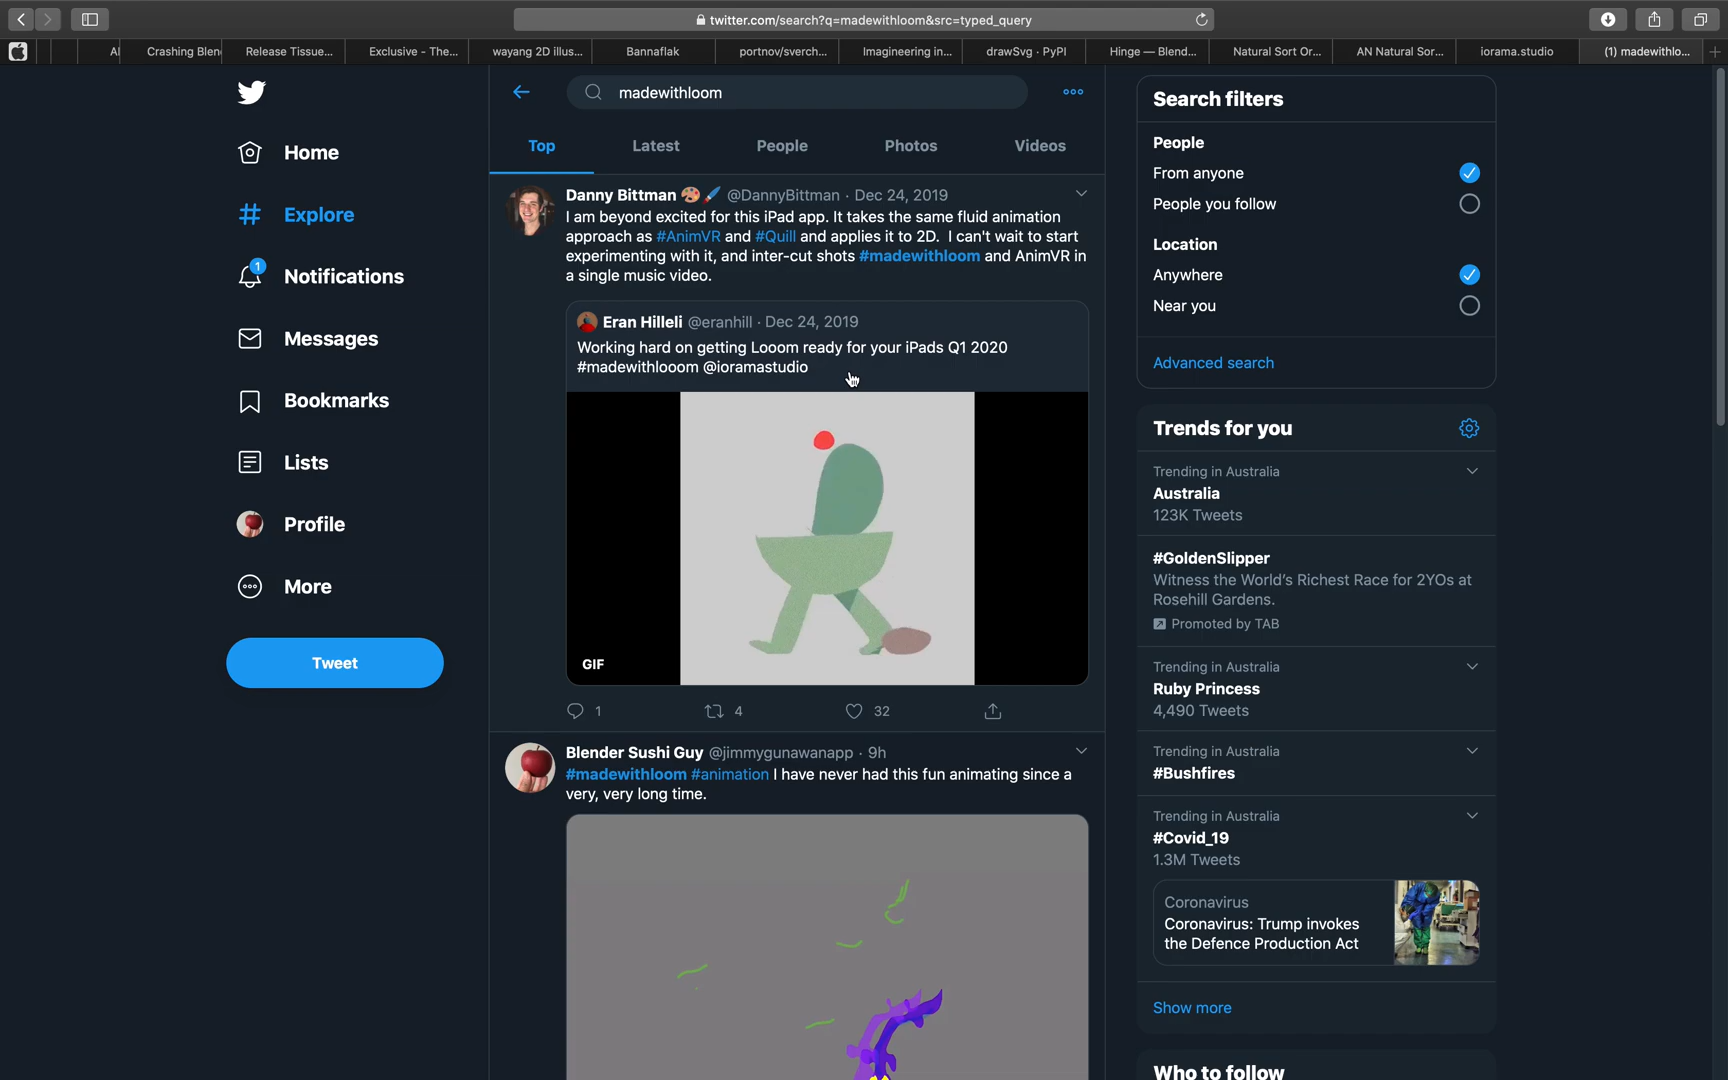 twitter.com/search?q=madewithloom&src=typed_query
Al
Crashing Blen
Release Tissue...
Exclusive - The...
wayang 2D illus...
Bannaflak
portnov/sverch...
Imagineering in...
drawSvg · PyPI
Hinge — Blend...
Natural Sort Or...
AN Natural Sor...
iorama.studio
(1) madewithlo...
Home
Explore
1
Notifications
Messages
Bookmarks
Lists
Profile
More
Tweet
madewithloom
Top
Latest
People
Photos
Videos
Danny Bittman 🎨🖌️ @DannyBittman · Dec 24, 2019
I am beyond excited for this iPad app. It takes the same fluid animation
approach as #AnimVR and #Quill and applies it to 2D. I can't wait to start
experimenting with it, and inter-cut shots #madewithloom and AnimVR in
a single music video.
Eran Hilleli @eranhill · Dec 24, 2019
Working hard on getting Looom ready for your iPads Q1 2020
#madewithlooom @ioramastudio
GIF
1
4
32
Blender Sushi Guy @jimmygunawanapp · 9h
#madewithloom #animation I have never had this fun animating since a
very, very long time.
Search filters
People
From anyone
People you follow
Location
Anywhere
Near you
Advanced search
Trends for you
Trending in Australia
Australia
123K Tweets
#GoldenSlipper
Witness the World's Richest Race for 2YOs at
Rosehill Gardens.
Promoted by TAB
Trending in Australia
Ruby Princess
4,490 Tweets
Trending in Australia
#Bushfires
Trending in Australia
#Covid_19
1.3M Tweets
Coronavirus
Coronavirus: Trump invokes
the Defence Production Act
Show more
Who to follow